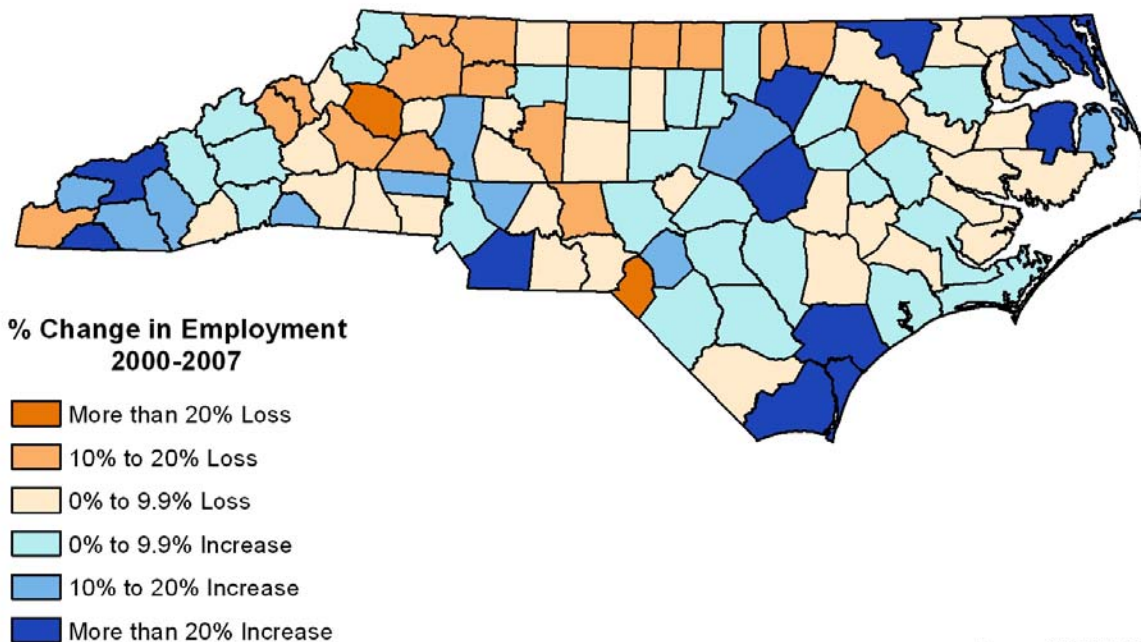 % Change in Employment
2000-2007
More than 20% Loss
10% to 20% Loss
0% to 9.9% Loss
0% to 9.9% Increase
10% to 20% Increase
More than 20% Increase